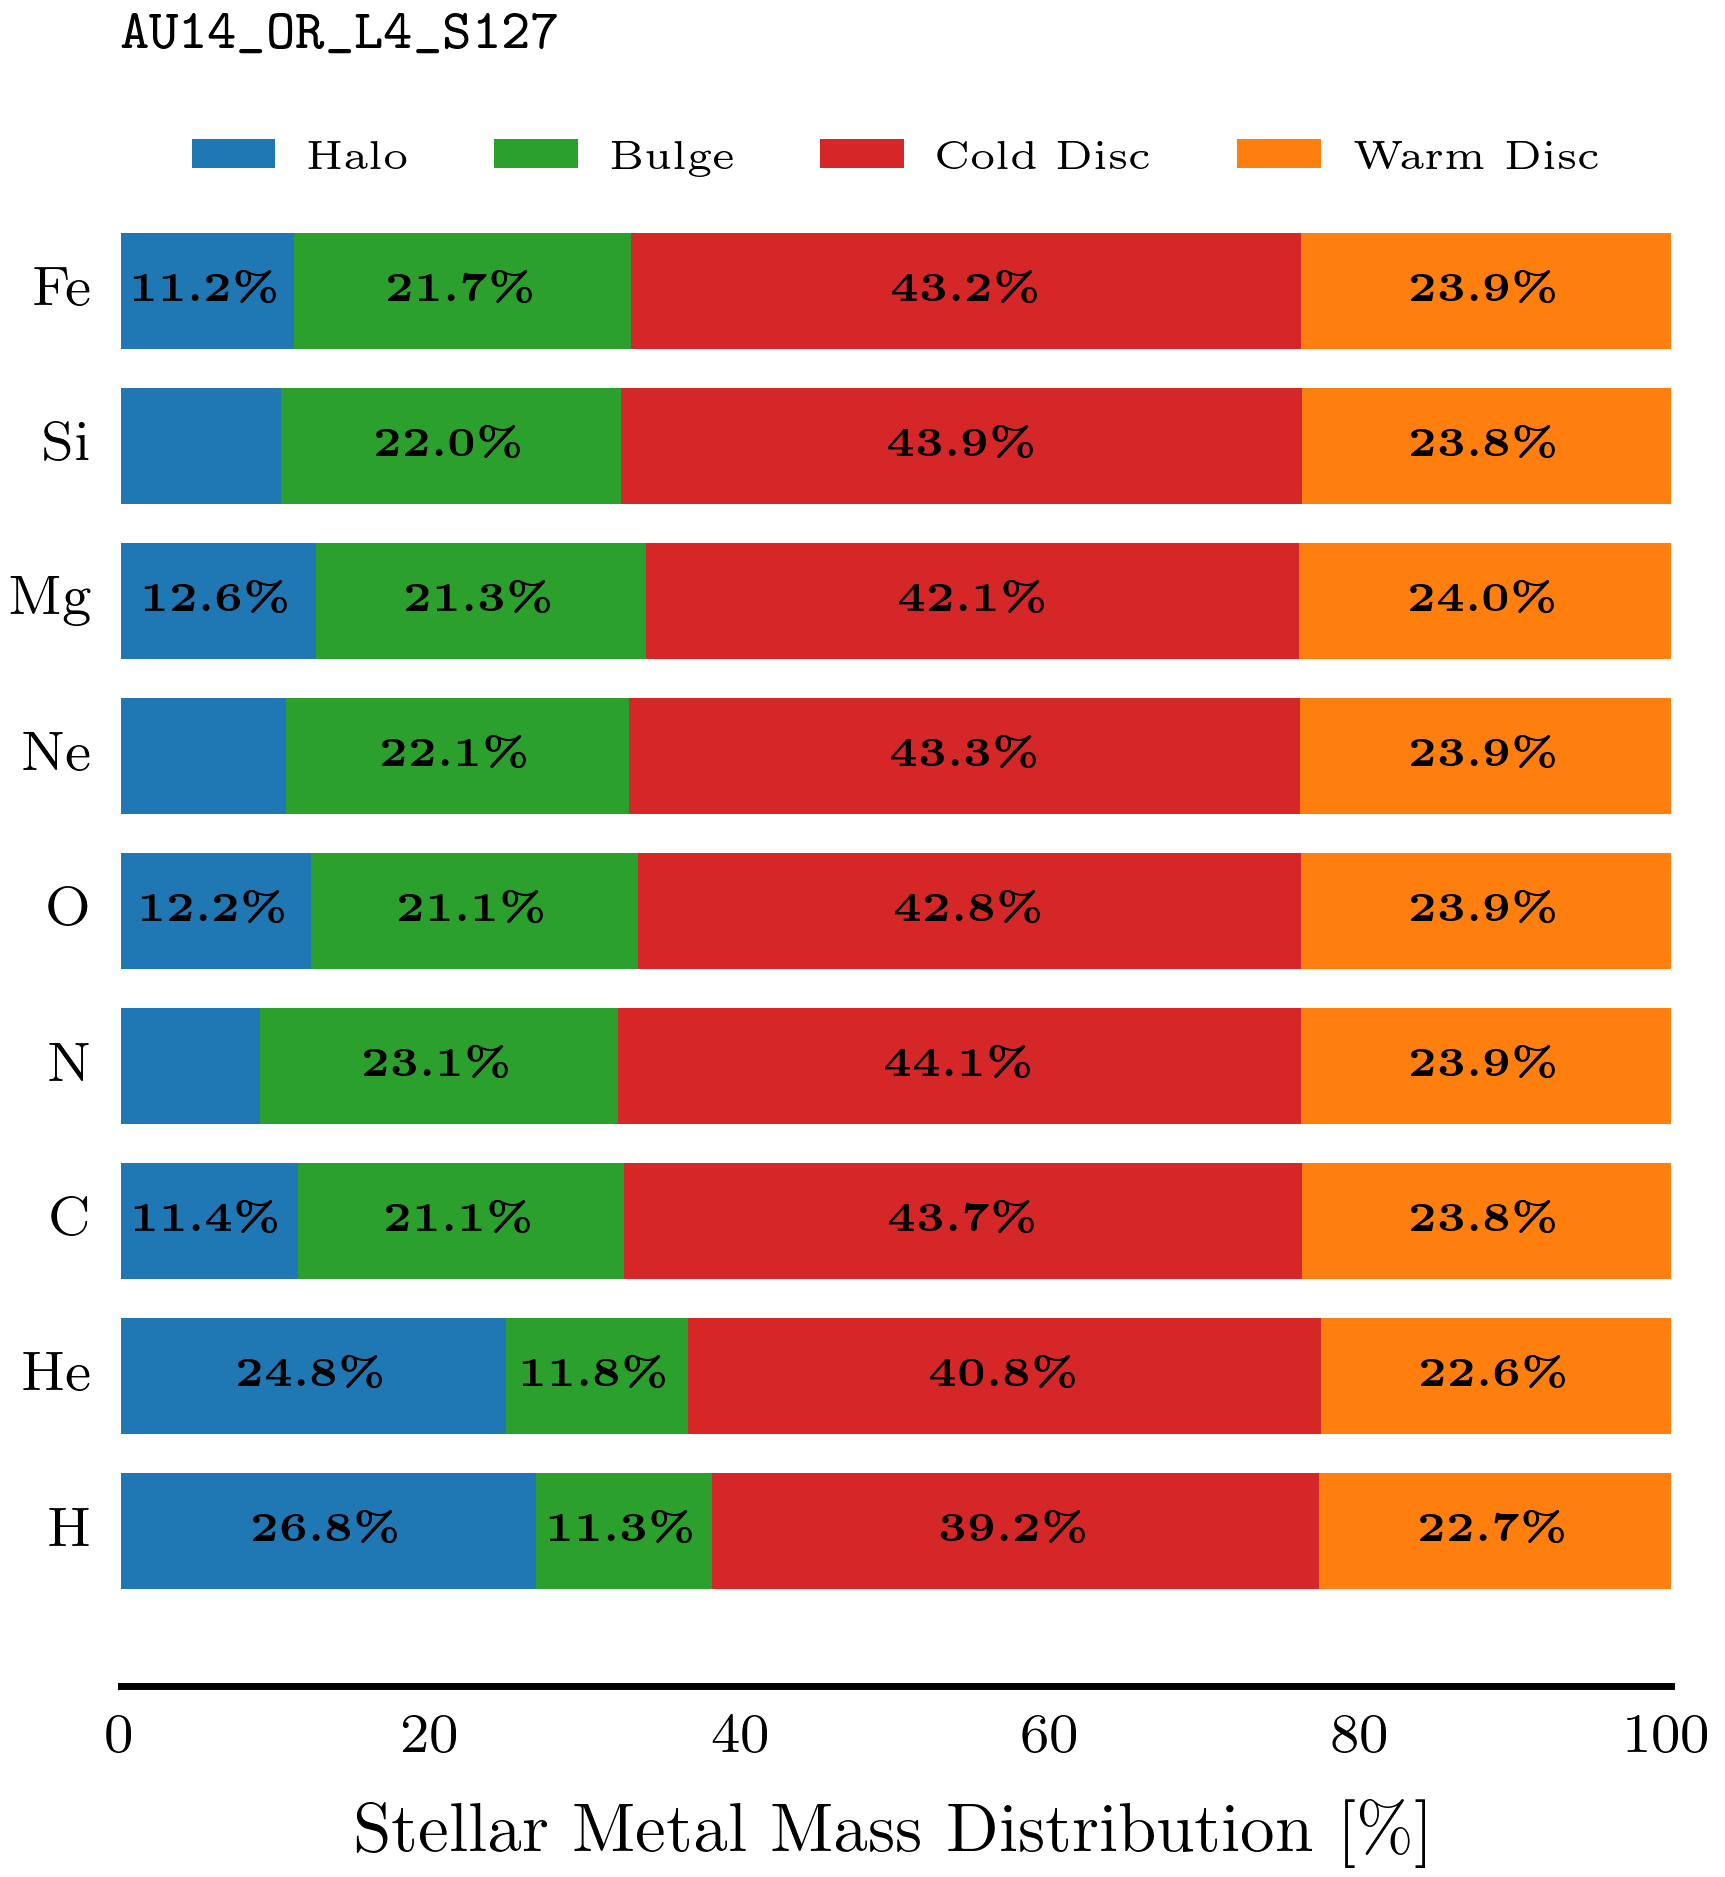 AU14_OR_L4_S127
Halo Bulge Cold Disc Warm Disc
Fe 11.2% 21.7% 43.2% 23.9%
Si 22.0% 43.9% 23.8%
Mg 12.6% 21.3% 42.1% 24.0%
Ne 22.1% 43.3% 23.9%
O 12.2% 21.1% 42.8% 23.9%
N 23.1% 44.1% 23.9%
C 11.4% 21.1% 43.7% 23.8%
He 24.8% 11.8% 40.8% 22.6%
H 26.8% 11.3% 39.2% 22.7%
0 20 40 60 80 100
Stellar Metal Mass Distribution [%]